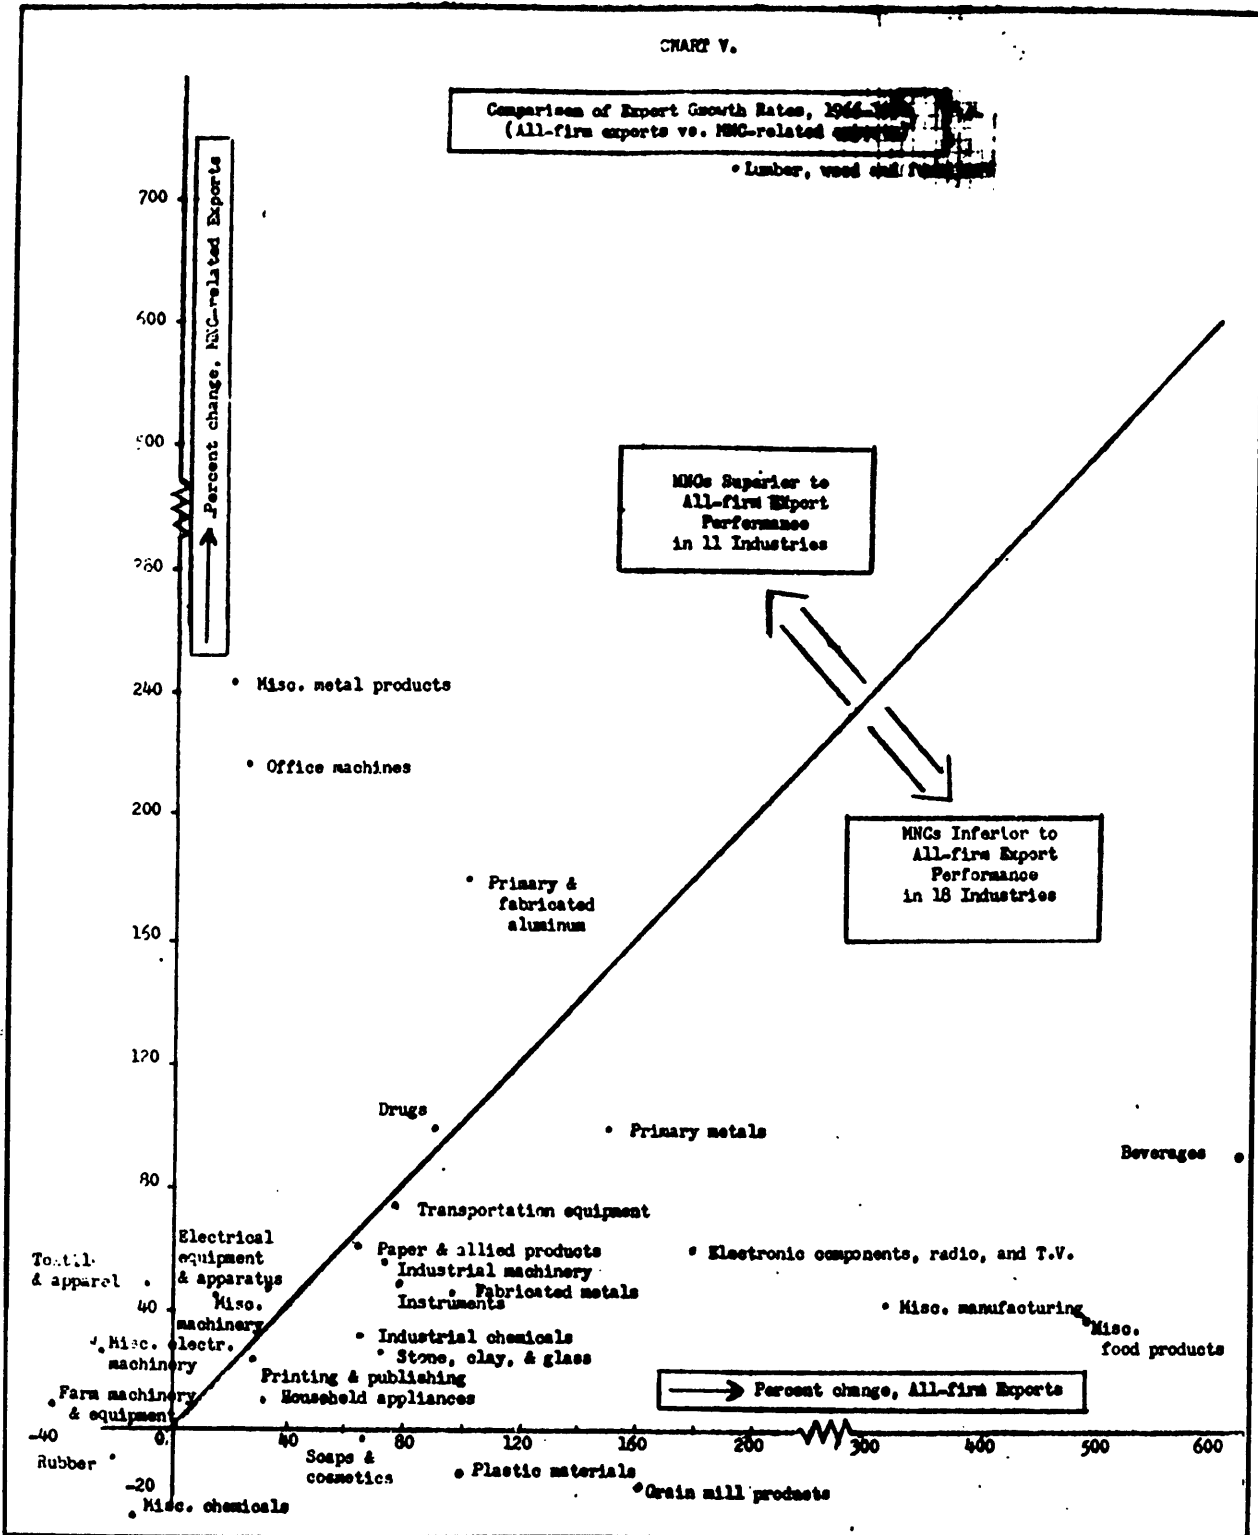 CHART V.
Comparison of Export Growth Rates, 1966-
(All-firm exports vs. MNC-related
Lumber, wood and
Percent change, MNC-related Exports
700
600
500
260
240
200
150
120
80
40
-20
MNCs Superior to
All-firm Export
Performance
in 11 Industries
Misc. metal products
Office machines
MNCs Inferior to
All-firm Export
Performance
in 18 Industries
Primary &
fabricated
aluminum
Drugs
Primary metals
Beverages
Transportation equipment
Electrical
equipment
& apparatus
& apparel
Paper & allied products
Industrial machinery
Electronic components, radio, and T.V.
Fabricated metals
Instruments
Misc.
machinery
Misc. manufacturing
Misc.
food products
Misc. electr.
machinery
Industrial chemicals
Stone, clay, & glass
Printing & publishing
Household appliances
Farm machinery
& equipment
Percent change, All-firm Exports
-40 0 40 80 120 160 200 300 400 500 600
Rubber
Soaps &
cosmetics
Plastic materials
Grain mill products
Misc. chemicals